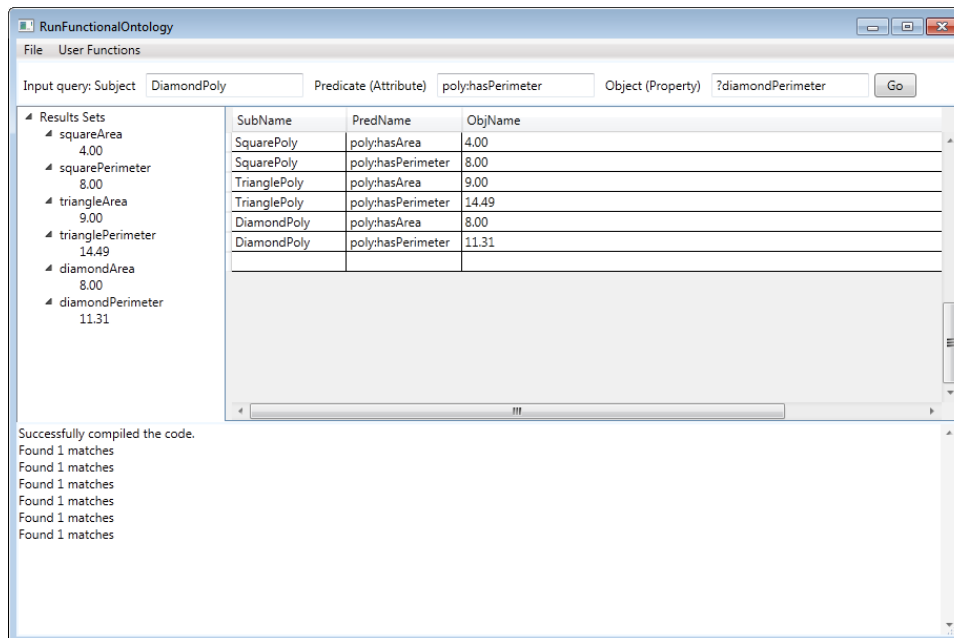 RunFunctionalOntology
File User Functions
Input query: Subject DiamondPoly Predicate (Attribute) poly:hasPerimeter Object (Property) ?diamondPerimeter Go
Results Sets
squareArea
4.00
squarePerimeter
8.00
triangleArea
9.00
trianglePerimeter
14.49
diamondArea
8.00
diamondPerimeter
11.31
SubName PredName ObjName
SquarePoly poly:hasArea 4.00
SquarePoly poly:hasPerimeter 8.00
TrianglePoly poly:hasArea 9.00
TrianglePoly poly:hasPerimeter 14.49
DiamondPoly poly:hasArea 8.00
DiamondPoly poly:hasPerimeter 11.31
Successfully compiled the code.
Found 1 matches
Found 1 matches
Found 1 matches
Found 1 matches
Found 1 matches
Found 1 matches